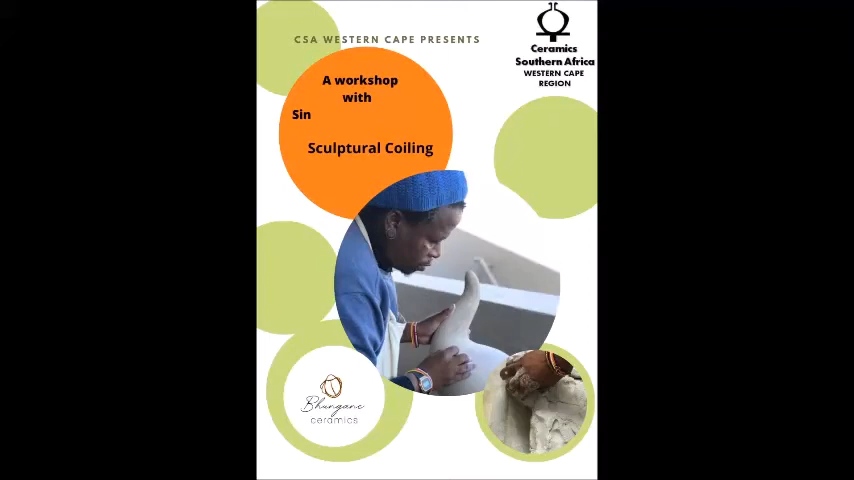 CSA WESTERN CAPE PRESENTS
Ceramics
Southern Africa
WESTERN CAPE
REGION
A workshop
with
Sin
Sculptural Coiling
Bhungane
ceramics